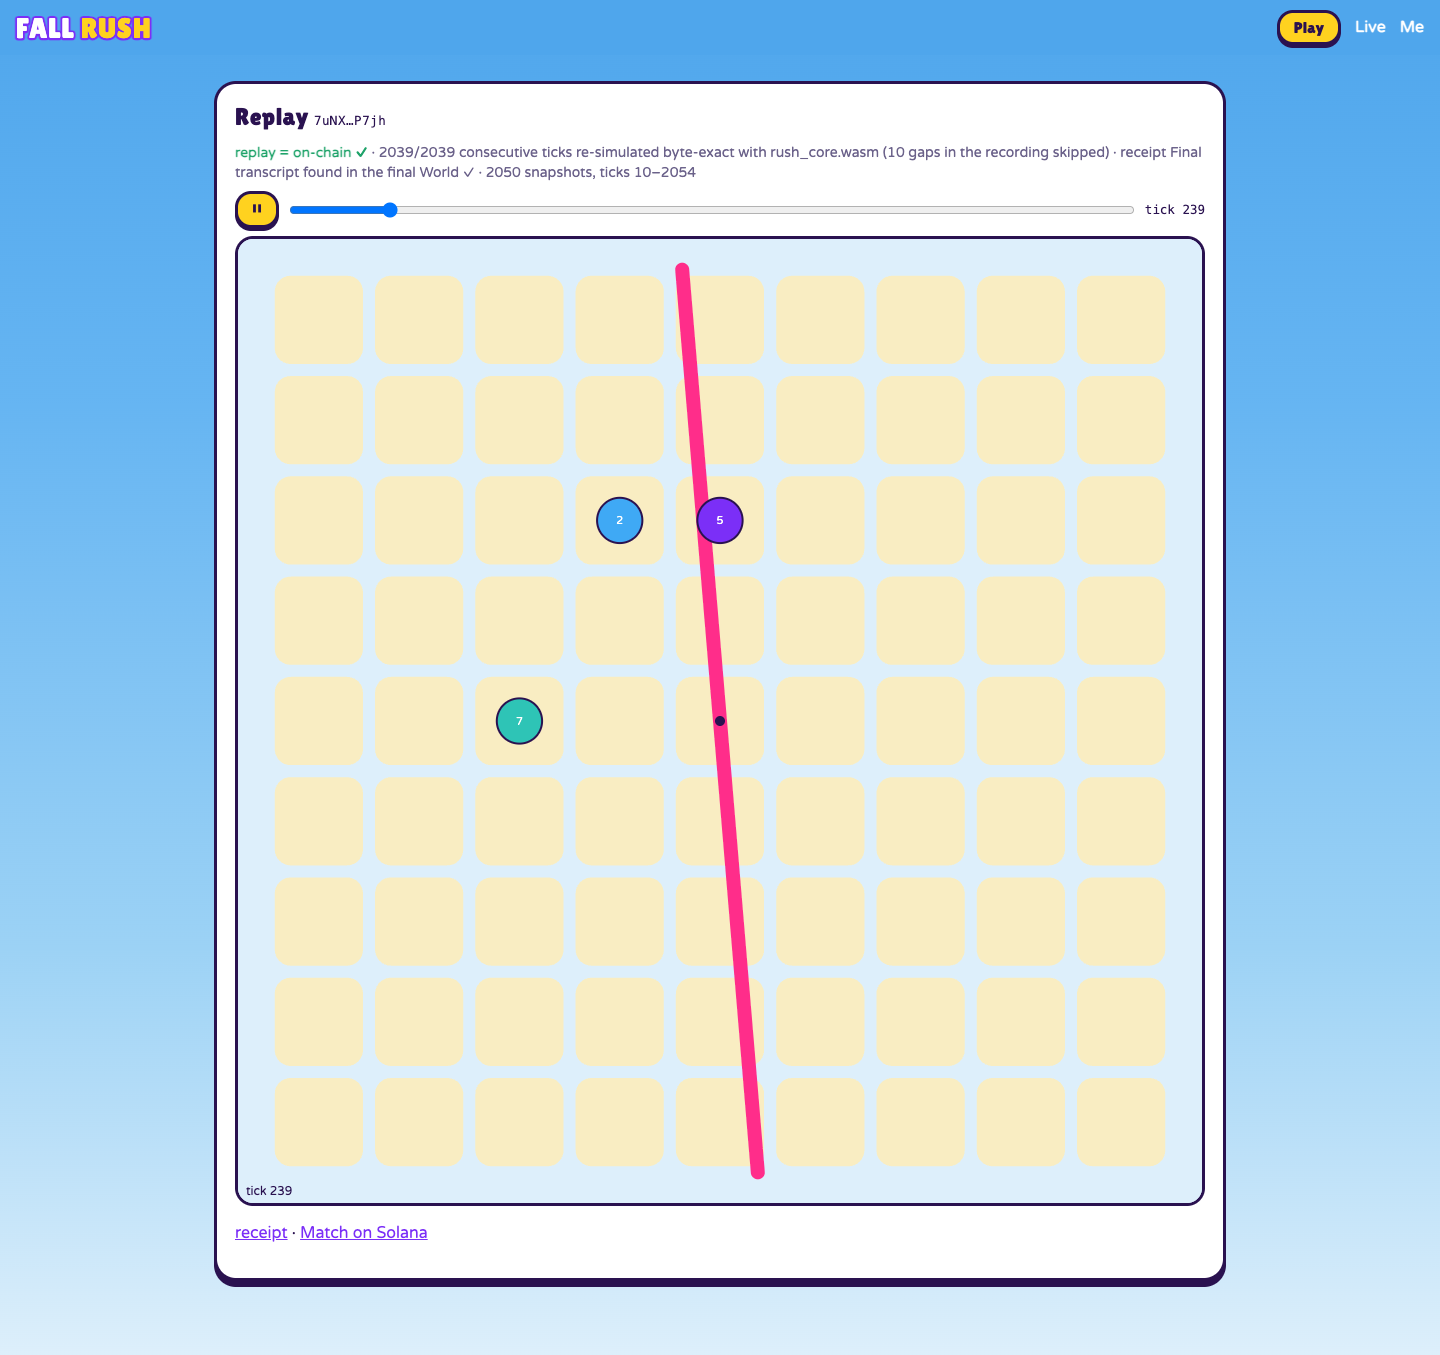 FALL RUSH
Play Live Me
Replay 7uNX…P7jh
replay = on-chain ✓ · 2039/2039 consecutive ticks re-simulated byte-exact with rush_core.wasm (10 gaps in the recording skipped) · receipt Final
transcript found in the final World ✓ · 2050 snapshots, ticks 10–2054
tick 239
2
5
7
tick 239
receipt · Match on Solana